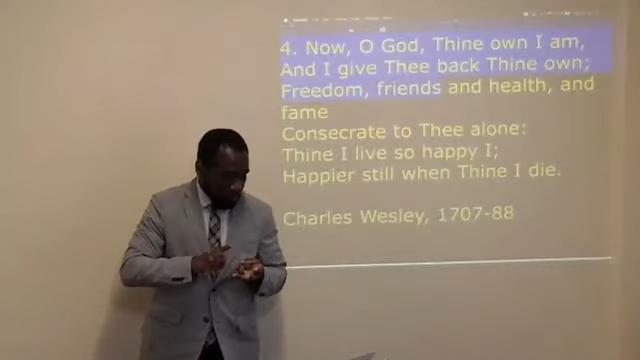 4. Now, O God, Thine own I am,
And I give Thee back Thine own;
Freedom, friends and health, and
fame
Consecrate to Thee alone:
Thine I live so happy I;
Happier still when Thine I die.
Charles Wesley, 1707-88